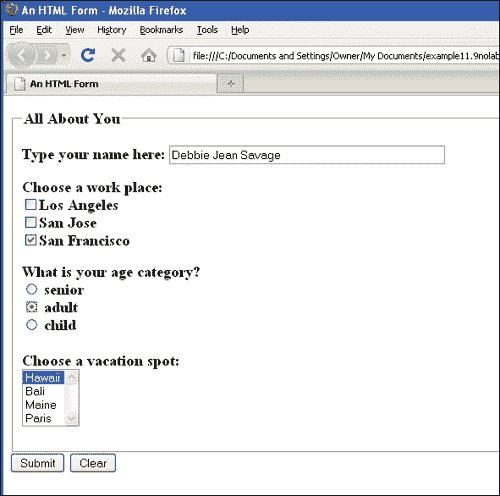 An HTML Form - Mozilla Firefox
File Edit View History Bookmarks Tools Help
file:///C:/Documents and Settings/Owner/My Documents/example11.9nolab
An HTML Form
All About You
Type your name here: Debbie Jean Savage
Choose a work place:
Los Angeles
San Jose
San Francisco
What is your age category?
senior
adult
child
Choose a vacation spot:
Hawaii
Bali
Maine
Paris
Submit Clear